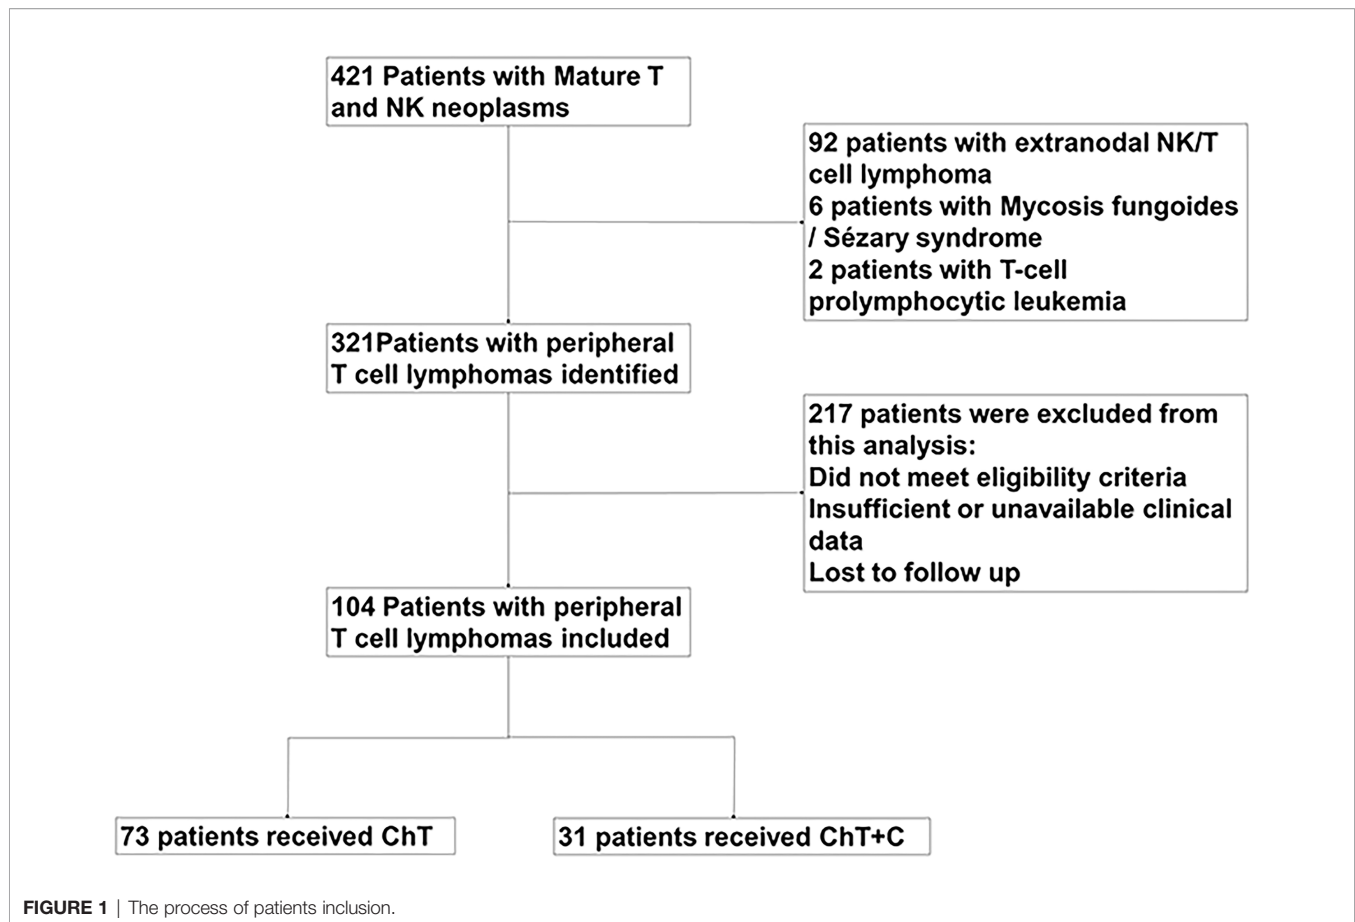 421 Patients with Mature T
and NK neoplasms
92 patients with extranodal NK/T
cell lymphoma
6 patients with Mycosis fungoides
/ Sézary syndrome
2 patients with T-cell
prolymphocytic leukemia
321Patients with peripheral
T cell lymphomas identified
217 patients were excluded from
this analysis:
Did not meet eligibility criteria
Insufficient or unavailable clinical
data
Lost to follow up
104 Patients with peripheral
T cell lymphomas included
73 patients received ChT
31 patients received ChT+C
FIGURE 1 | The process of patients inclusion.